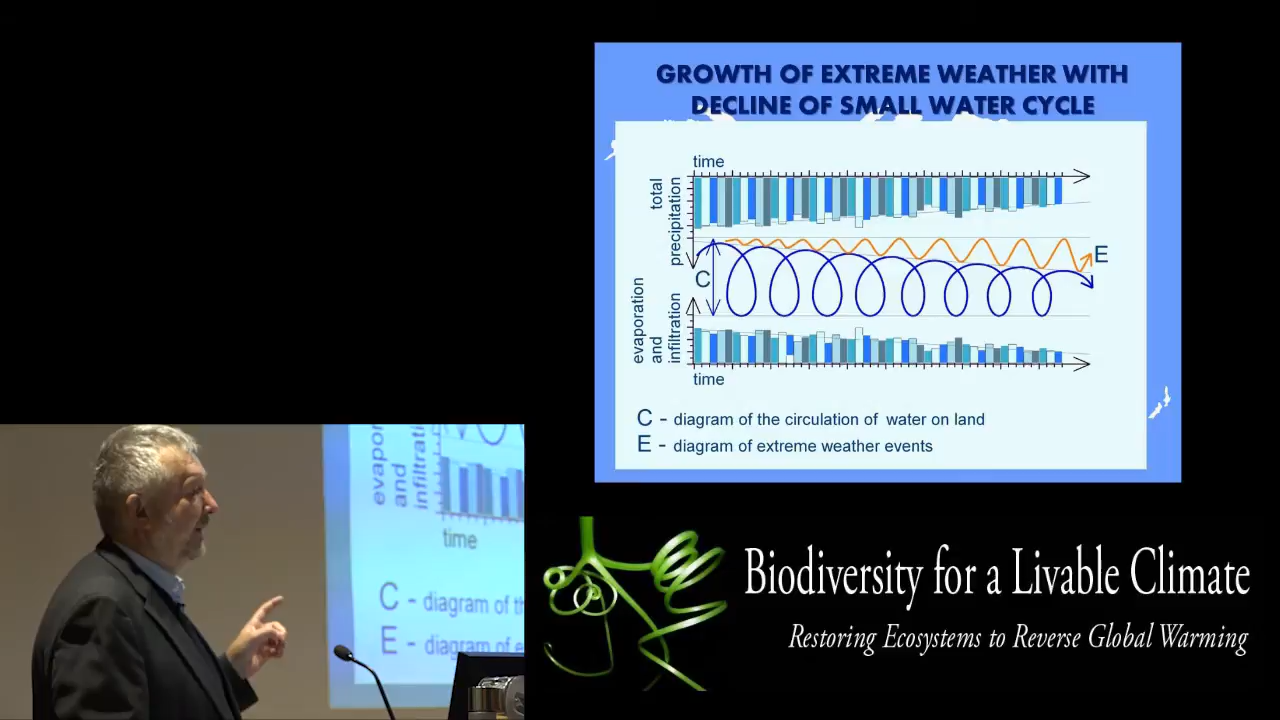 GROWTH OF EXTREME WEATHER WITH
DECLINE OF SMALL WATER CYCLE
time
total
precipitation
E
C
evaporation
and
infiltration
time
C - diagram of the circulation of water on land
E - diagram of extreme weather events
evapor
and
infiltrati
time
C - diagram of th
E - diagram of e
Biodiversity for a Livable Climate
Restoring Ecosystems to Reverse Global Warming